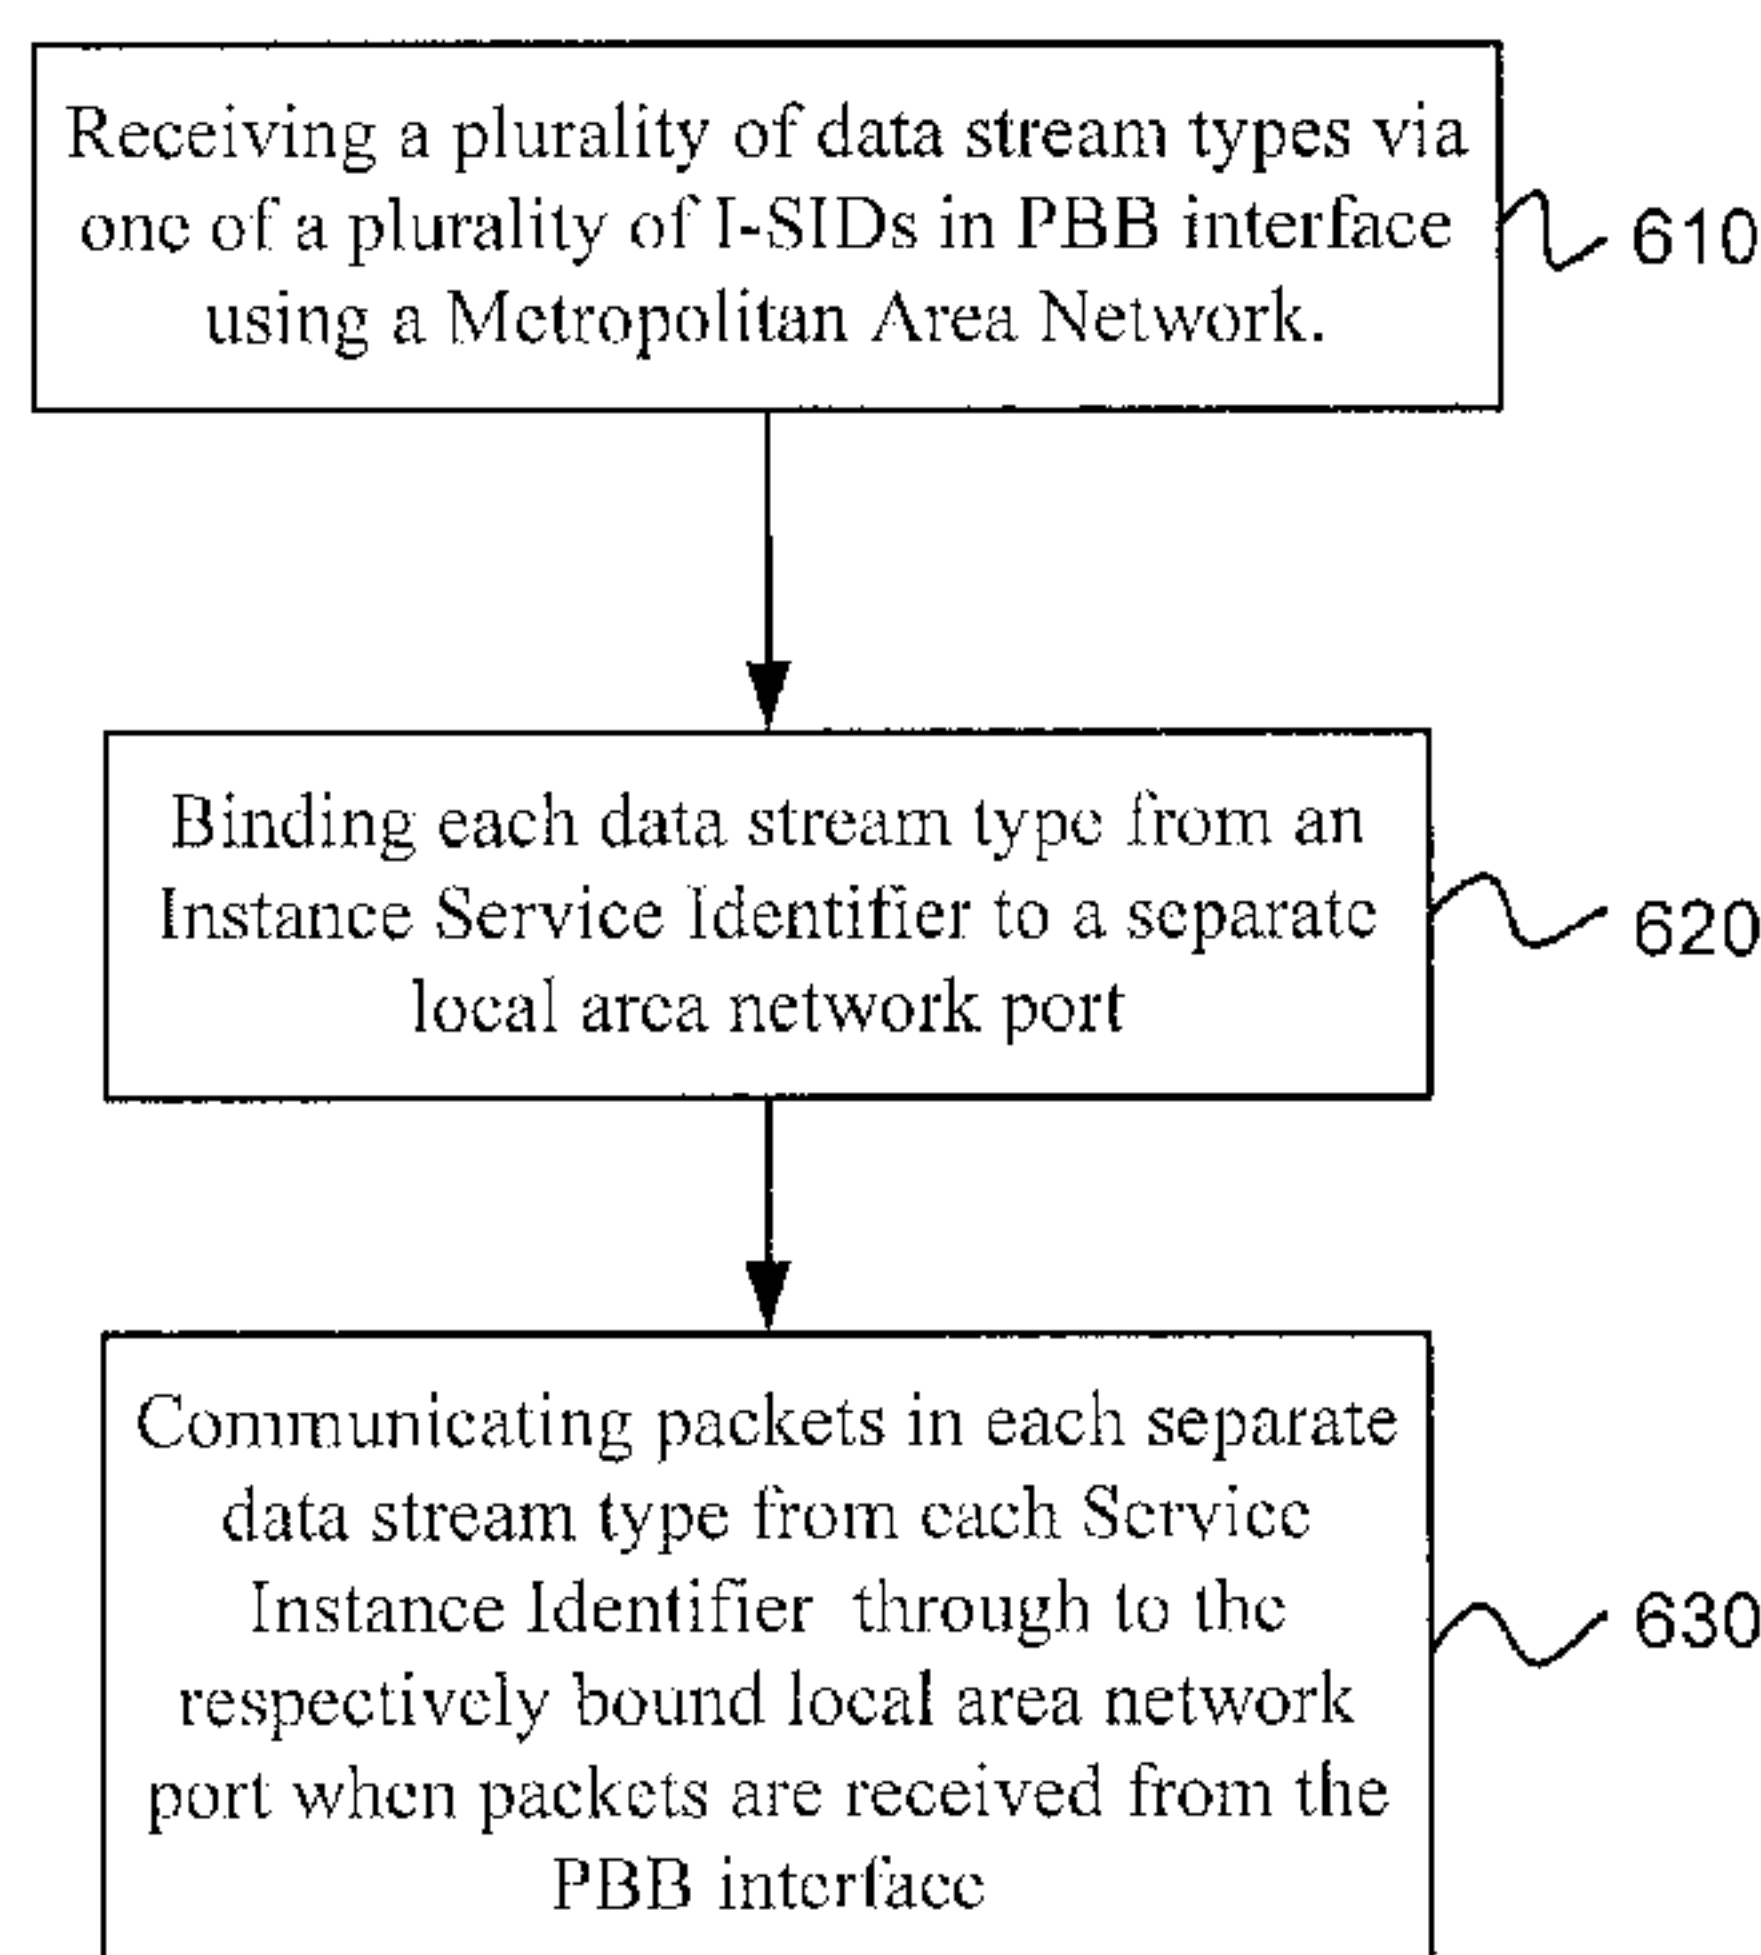 Receiving a plurality of data stream types via
one of a plurality of I-SIDs in PBB interface
using a Metropolitan Area Network.
610
Binding each data stream type from an
Instance Service Identifier to a separate
local area network port
620
Communicating packets in each separate
data stream type from each Service
Instance Identifier through to the
respectively bound local area network
port when packets are received from the
PBB interface
630